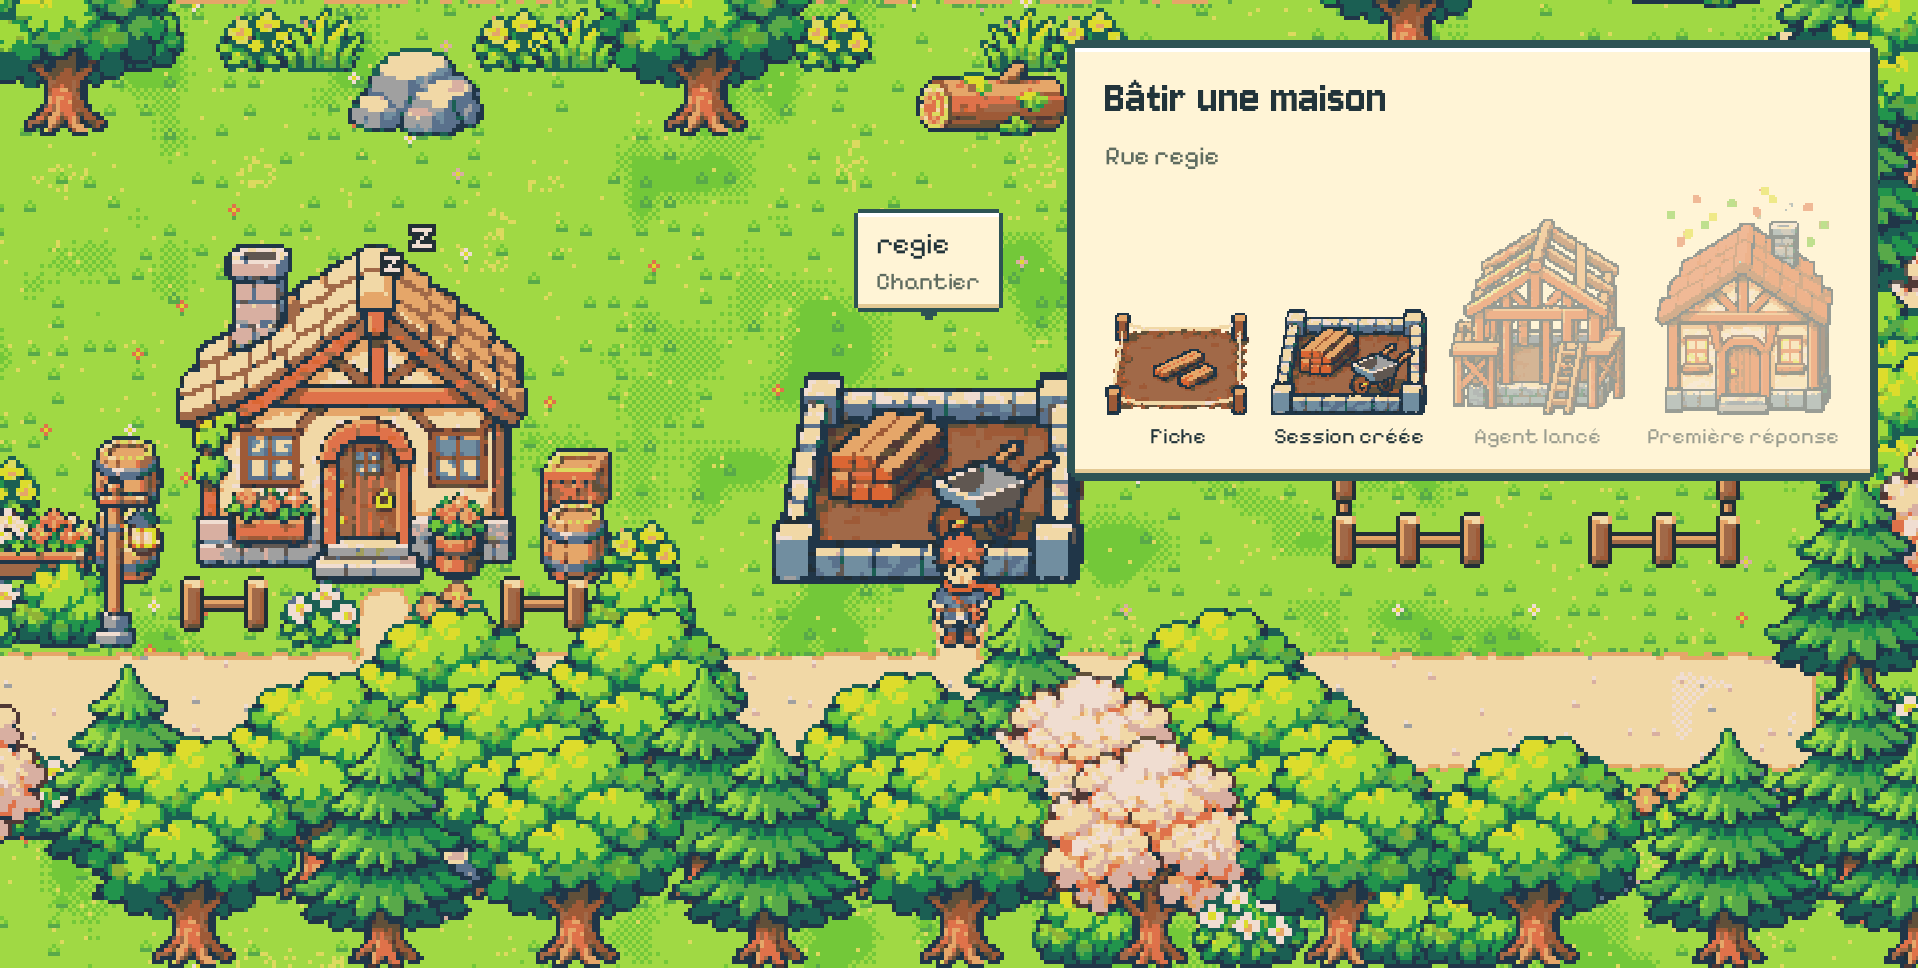 Bâtir une maison
Rue regie
z
z
regie
Chantier
Fiche
Session créée
Agent lancé
Première réponse